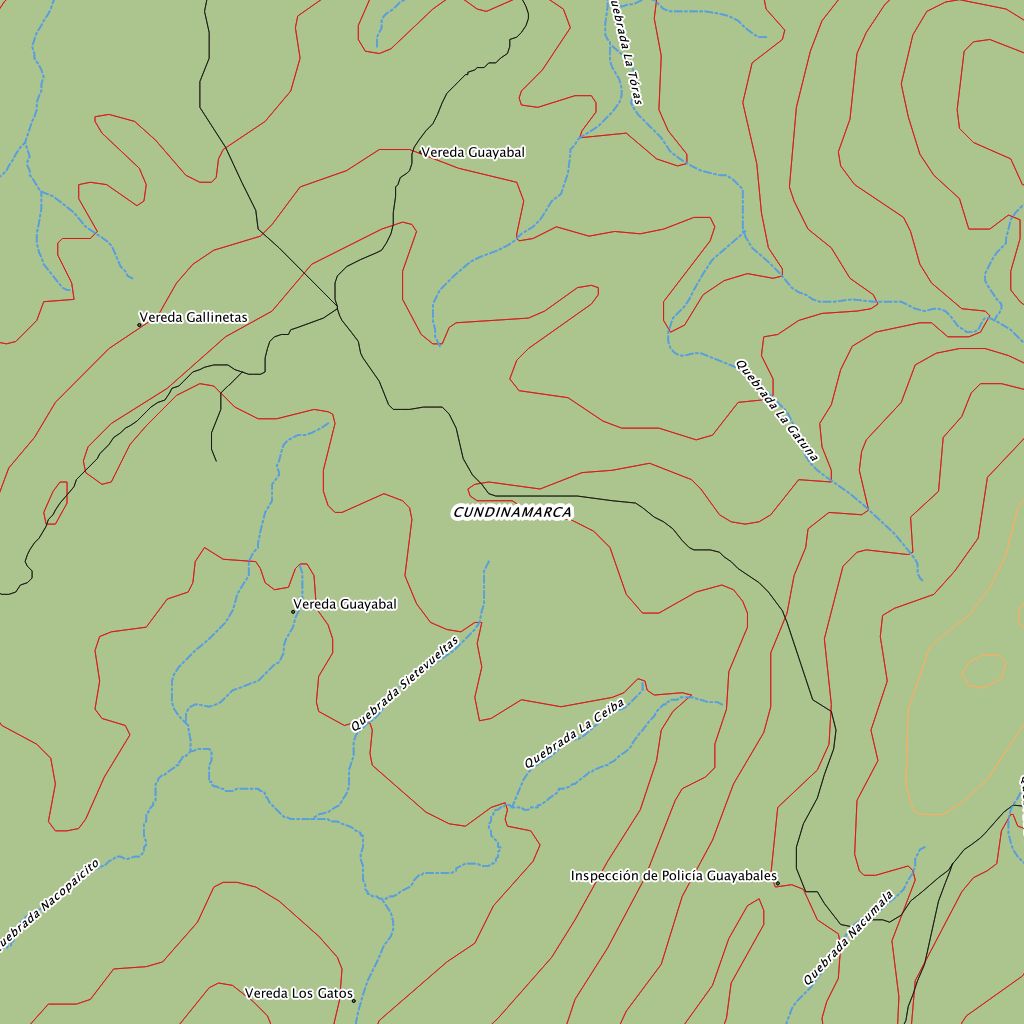 Quebrada La Tóras
Vereda Guayabal
Vereda Gallinetas
Quebrada La Gatuna
CUNDINAMARCA
Vereda Guayabal
Quebrada Sietevueltas
Quebrada La Ceiba
Quebrada Nacopaicito
Inspección de Policía Guayabales
Quebrada Nacumala
Vereda Los Gatos